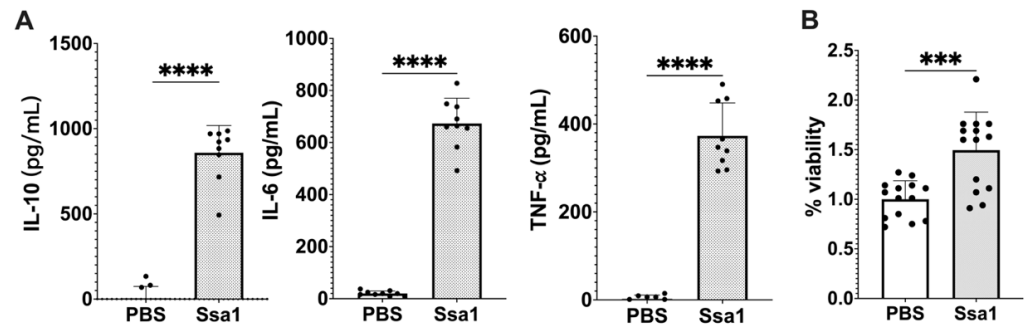 A
B
IL-10 (pg/mL)
1500
1000
500
0
****
PBS Ssa1
IL-6 (pg/mL)
1000
800
600
400
200
0
****
PBS Ssa1
TNF-α (pg/mL)
600
400
200
0
****
PBS Ssa1
% viability
2.5
2.0
1.5
1.0
0.5
0.0
***
PBS Ssa1